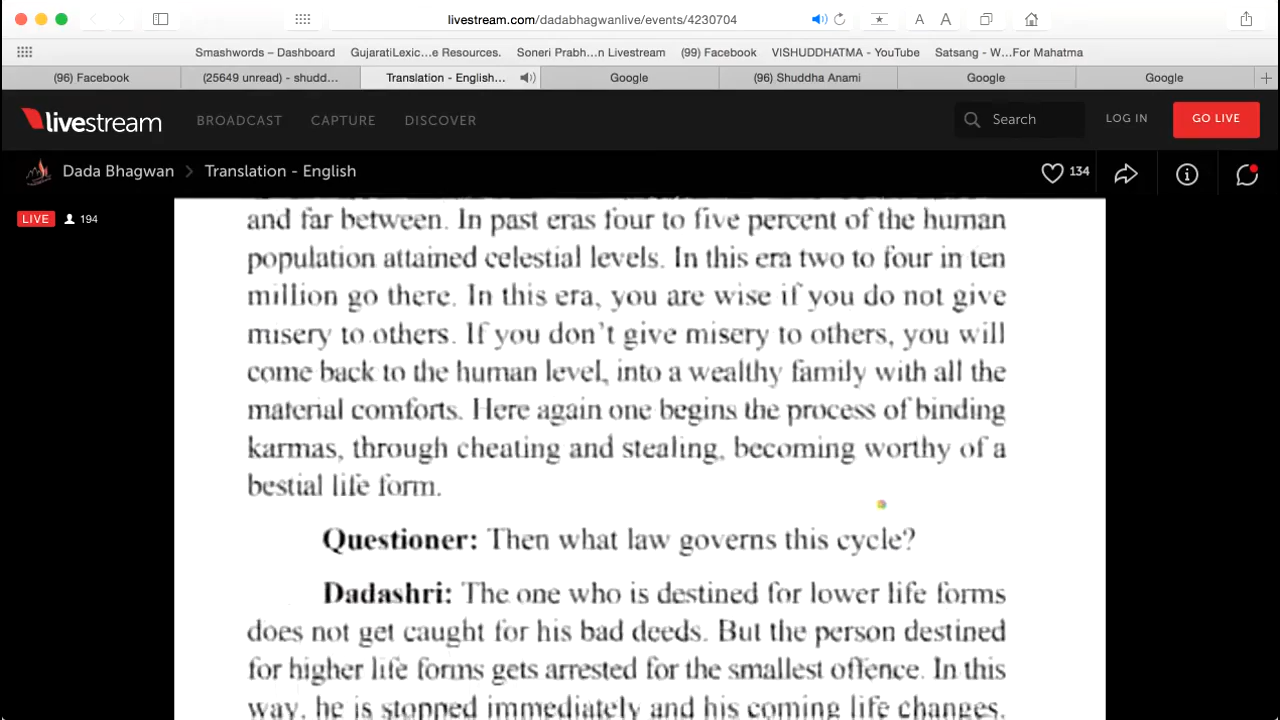 livestream.com/dadabhagwanlive/events/4230704
A A
Smashwords – Dashboard GujaratiLexic...e Resources. Soneri Prabh...n Livestream (99) Facebook VISHUDDHATMA - YouTube Satsang - W...For Mahatma
(96) Facebook (25649 unread) - shudd... Translation - English... Google (96) Shuddha Anami Google Google +
livestream BROADCAST CAPTURE DISCOVER Search LOG IN GO LIVE
Dada Bhagwan > Translation - English 134
LIVE 194
and far between. In past eras four to five percent of the human
population attained celestial levels. In this era two to four in ten
million go there. In this era, you are wise if you do not give
misery to others. If you don't give misery to others, you will
come back to the human level, into a wealthy family with all the
material comforts. Here again one begins the process of binding
karmas, through cheating and stealing, becoming worthy of a
bestial life form.
Questioner: Then what law governs this cycle?
Dadashri: The one who is destined for lower life forms
does not get caught for his bad deeds. But the person destined
for higher life forms gets arrested for the smallest offence. In this
way, he is stopped immediately and his coming life changes.